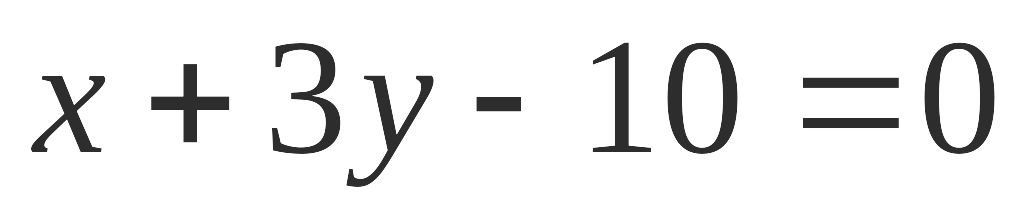 x + 3y - 10 = 0